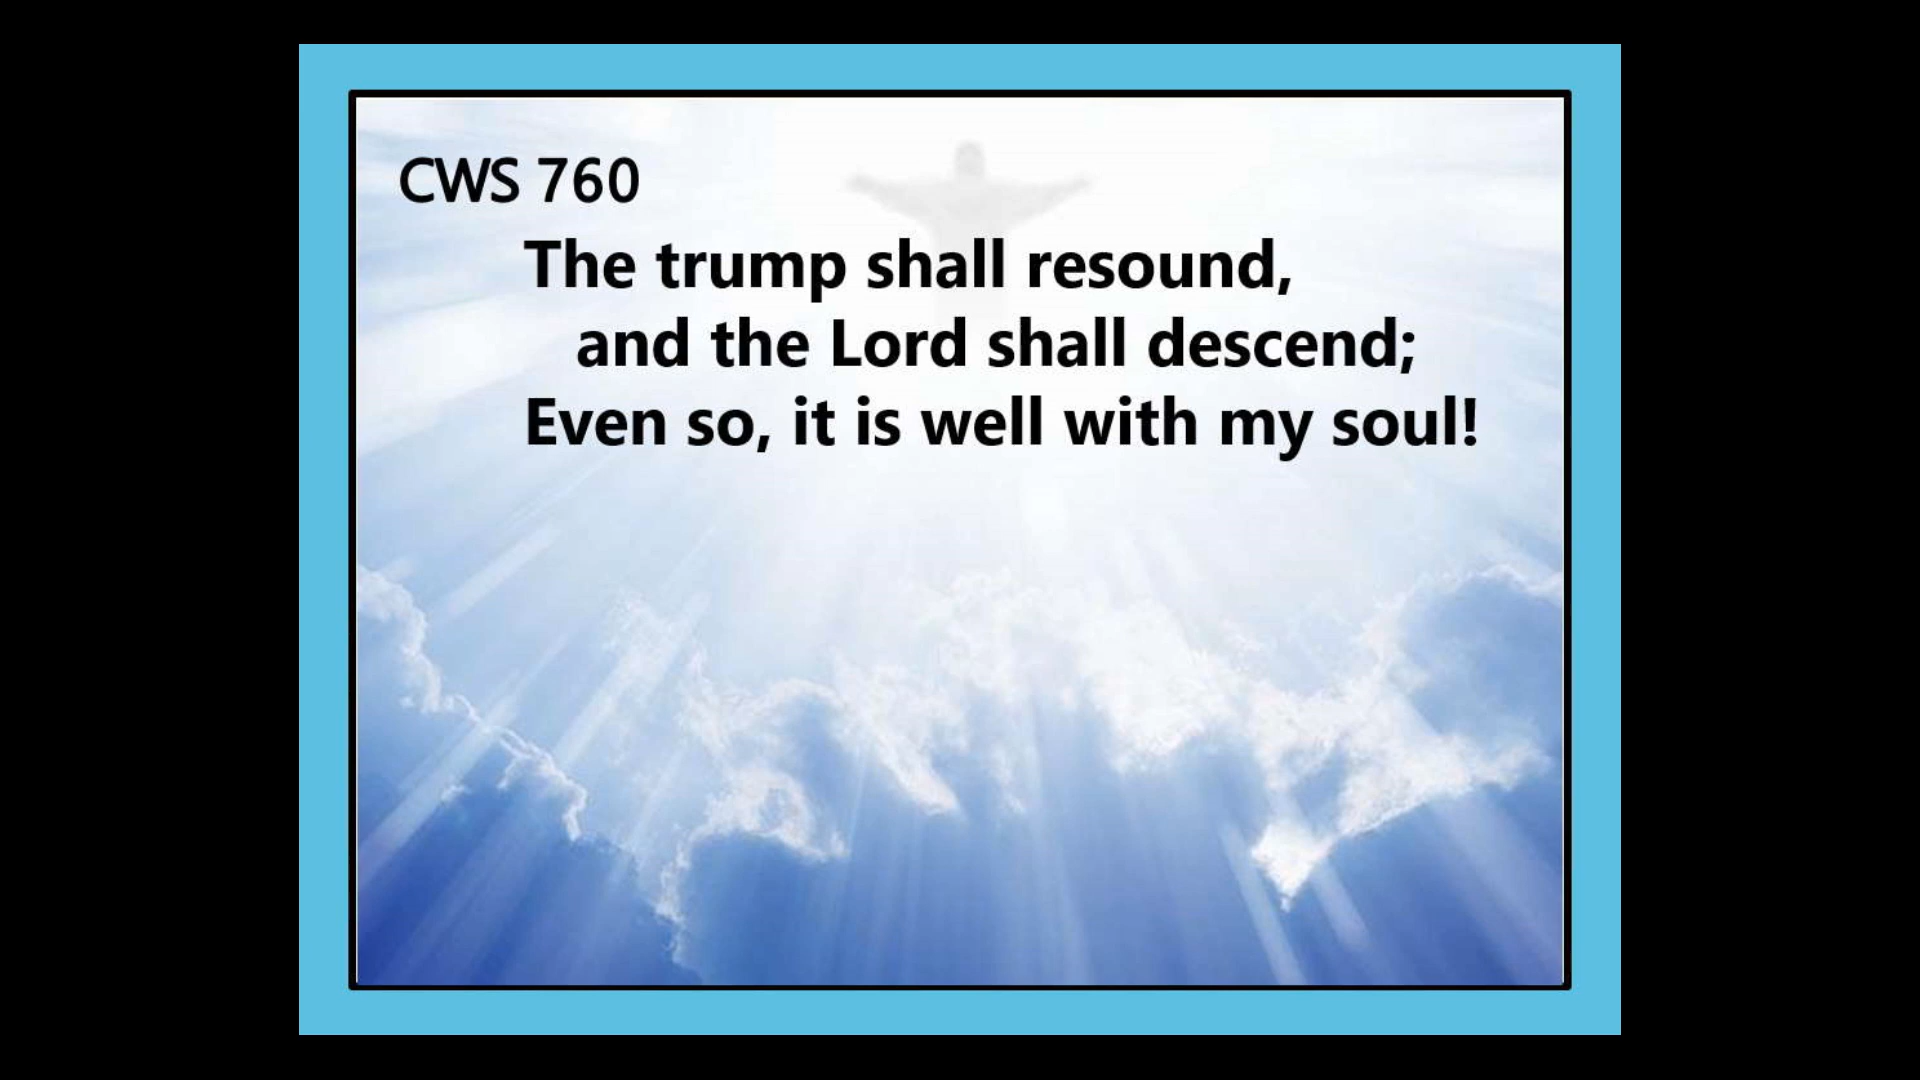 CWS 760
The trump shall resound,
and the Lord shall descend;
Even so, it is well with my soul!